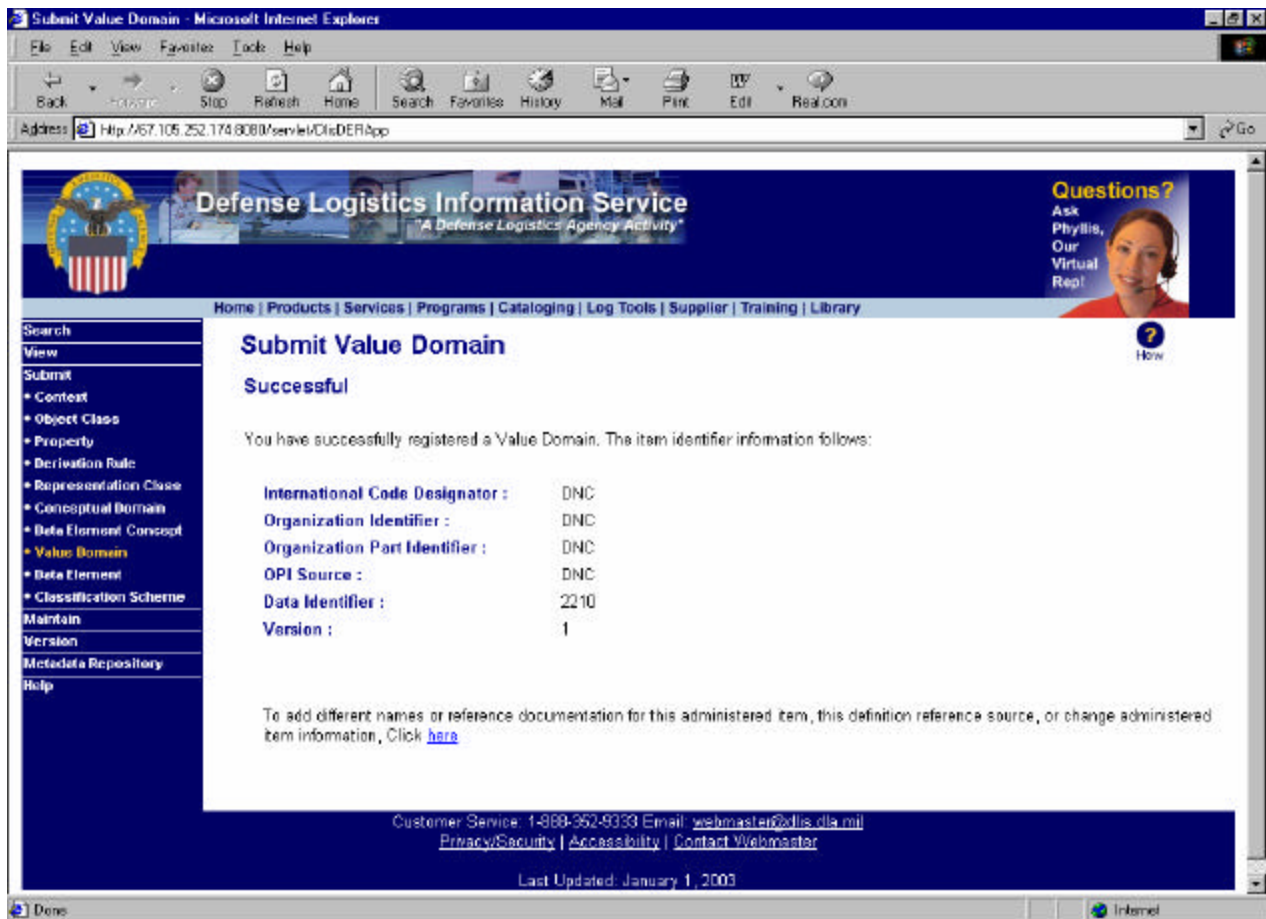 Submit Value Domain - Microsoft Internet Explorer
File Edit View Favorites Tools Help
Back Forward Stop Refresh Home Search Favorites History Mail Print Edit Real.com
Address http://67.105.252.174:8080/servlet/DlisDERApp Go
Defense Logistics Information Service
"A Defense Logistics Agency Activity"
Questions?
Ask
Phyllis,
Our
Virtual
Rep!
Home | Products | Services | Programs | Cataloging | Log Tools | Supplier | Training | Library
Search
View
Submit
• Context
• Object Class
• Property
• Derivation Rule
• Representation Class
• Conceptual Domain
• Data Element Concept
• Value Domain
• Data Element
• Classification Scheme
Maintain
Version
Metadata Repository
Help
Submit Value Domain
?
How
Successful
You have successfully registered a Value Domain. The item identifier information follows:
International Code Designator : DNC
Organization Identifier : DNC
Organization Part Identifier : DNC
OPI Source : DNC
Data Identifier : 2210
Version : 1
To add different names or reference documentation for this administered item, this definition reference source, or change administered
item information, Click here
Customer Service: 1-888-352-9333 Email: webmaster@dlis.dla.mil
Privacy/Security | Accessibility | Contact Webmaster
Last Updated: January 1, 2003
Done Internet